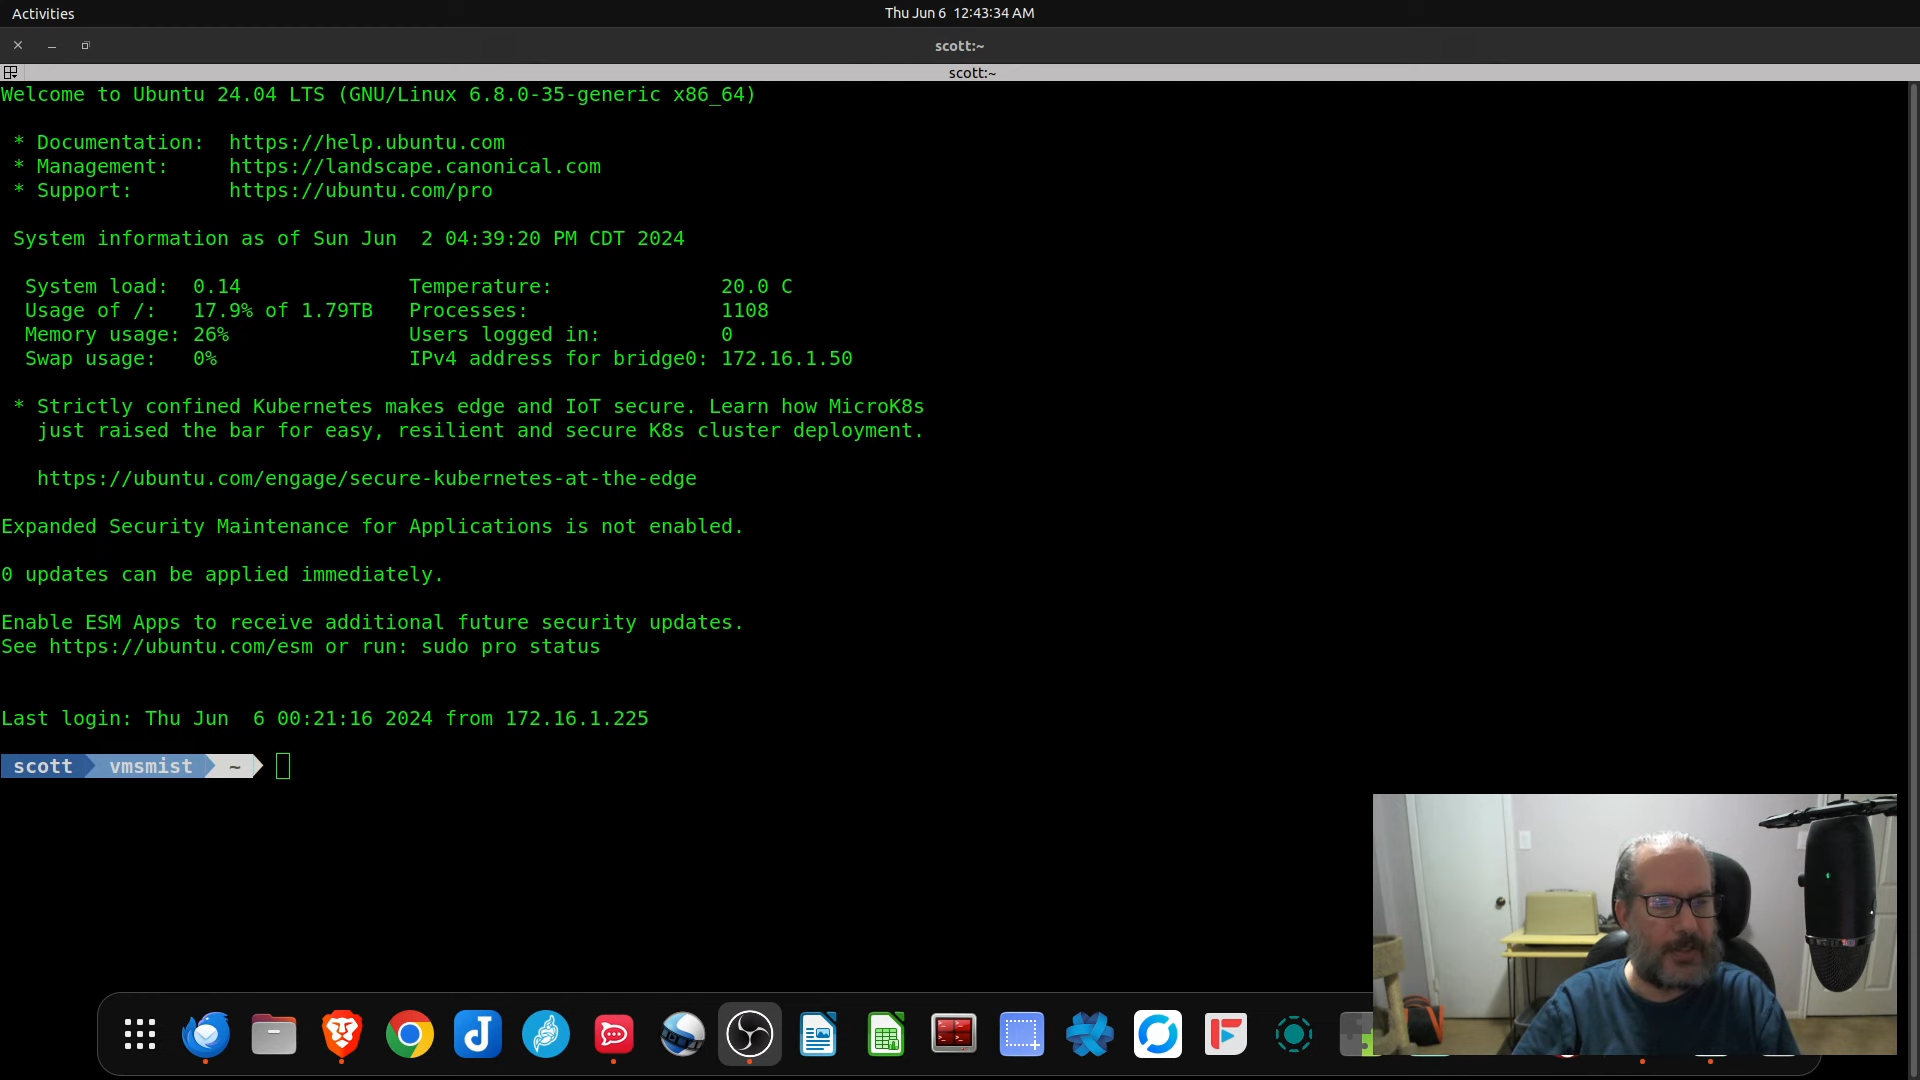 Activities
Thu Jun 6  12:43:34 AM
scott:~
scott:~
Welcome to Ubuntu 24.04 LTS (GNU/Linux 6.8.0-35-generic x86_64)
* Documentation:  https://help.ubuntu.com
* Management:     https://landscape.canonical.com
* Support:        https://ubuntu.com/pro
System information as of Sun Jun  2 04:39:20 PM CDT 2024
System load:  0.14              Temperature:              20.0 C
Usage of /:   17.9% of 1.79TB   Processes:                1108
Memory usage: 26%               Users logged in:          0
Swap usage:   0%                IPv4 address for bridge0: 172.16.1.50
* Strictly confined Kubernetes makes edge and IoT secure. Learn how MicroK8s
just raised the bar for easy, resilient and secure K8s cluster deployment.
https://ubuntu.com/engage/secure-kubernetes-at-the-edge
Expanded Security Maintenance for Applications is not enabled.
0 updates can be applied immediately.
Enable ESM Apps to receive additional future security updates.
See https://ubuntu.com/esm or run: sudo pro status
Last login: Thu Jun  6 00:21:16 2024 from 172.16.1.225
scott vmsmist ~